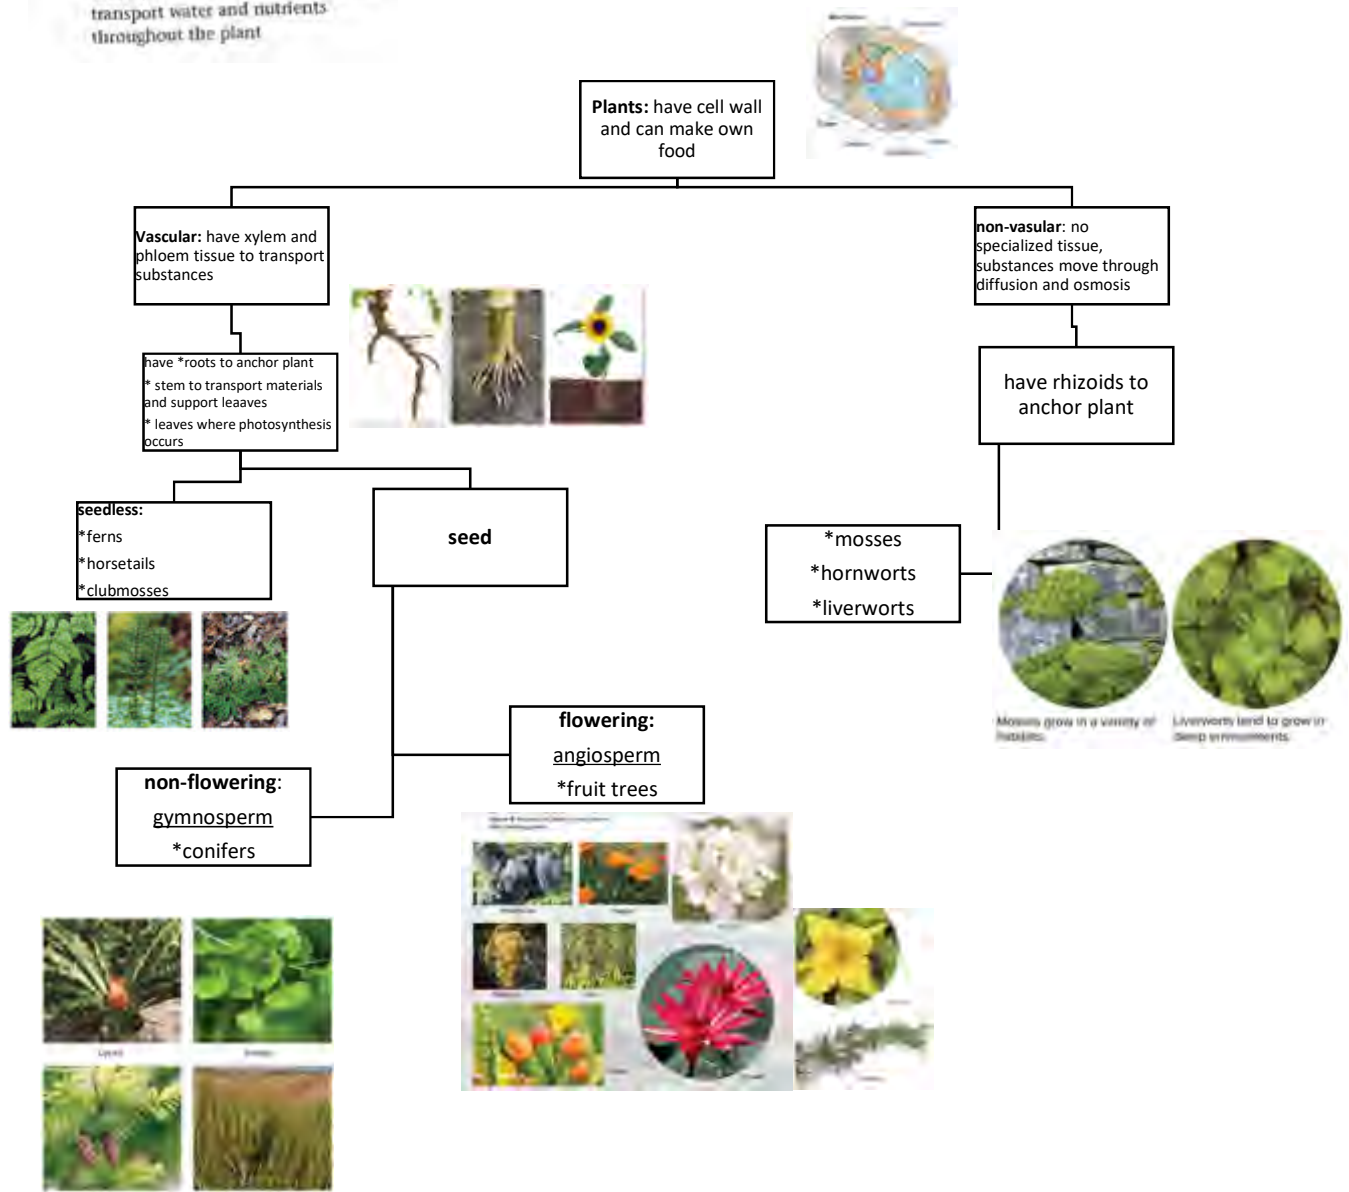 transport water and nutrients
throughout the plant
Plants: have cell wall
and can make own
food
Vascular: have xylem and
phloem tissue to transport
substances
non-vasular: no
specialized tissue,
substances move through
diffusion and osmosis
have *roots to anchor plant
* stem to transport materials
and support leaaves
* leaves where photosynthesis
occurs
have rhizoids to
anchor plant
seedless:
*ferns
*horsetails
*clubmosses
seed
*mosses
*hornworts
*liverworts
Mosses grow in a variety of
habitats.
Liverworts tend to grow in
damp environments.
flowering:
angiosperm
*fruit trees
non-flowering:
gymnosperm
*conifers